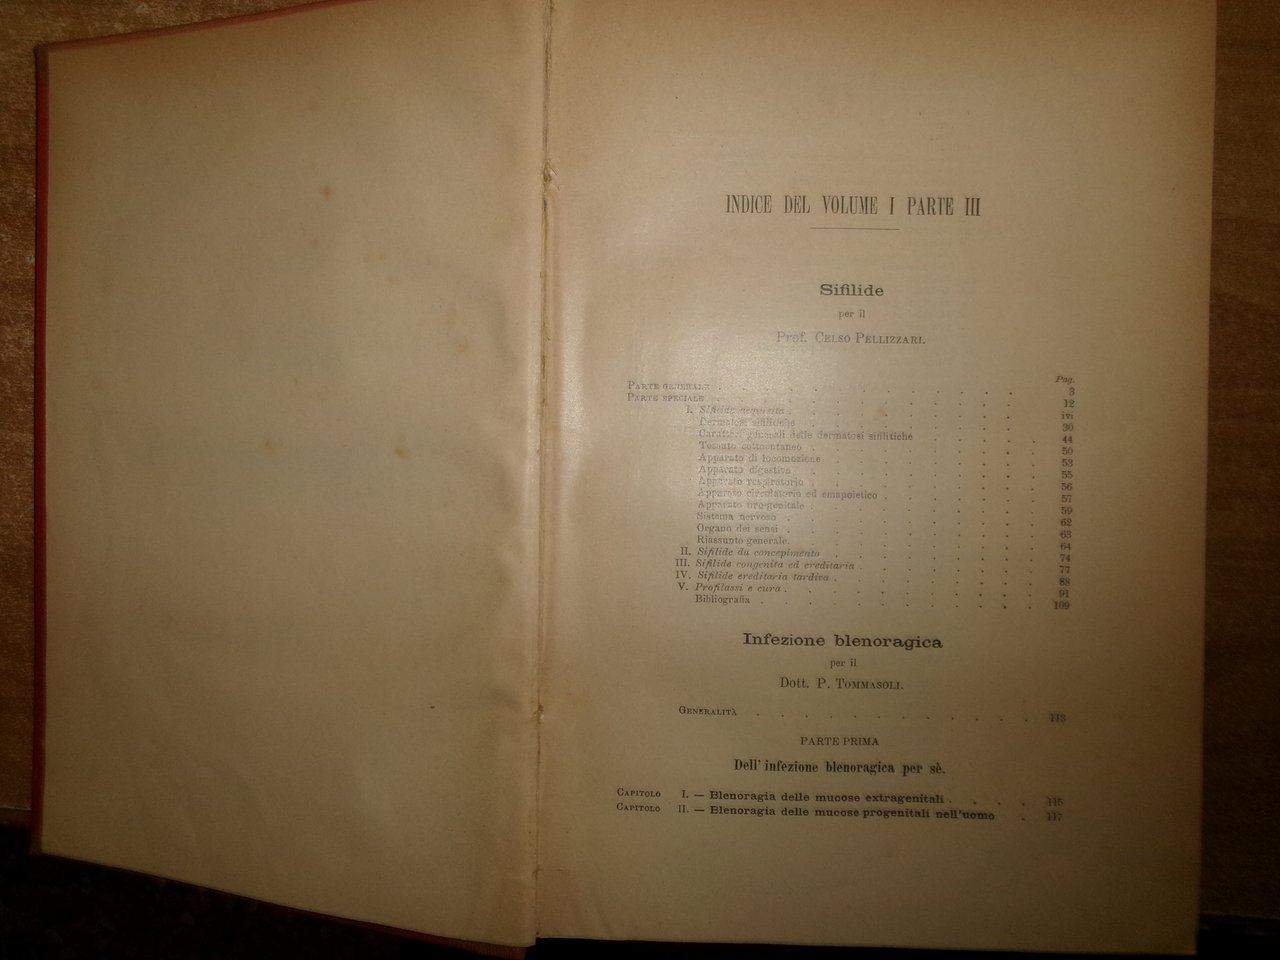 INDICE DEL VOLUME I PARTE III
Sifilide
per il
Prof. CELSO PELLIZZARI.
Pag.
PARTE GENERALE . . . . . . . . . . . . . 3
PARTE SPECIALE . . . . . . . . . . . . . 12
I. Sifilide acquisita . . . . . . . . . . ivi
Dermatosi sifilitiche . . . . . . . . . . 30
Caratteri generali delle dermatosi sifilitiche . . . . . 44
Tessuto sottocutaneo . . . . . . . . . . 50
Apparato di locomozione . . . . . . . . . . 53
Apparato digestivo . . . . . . . . . . 55
Apparato respiratorio . . . . . . . . . . 56
Apparato circulatorio ed emapoietico . . . . . . . 57
Apparato uro-genitale . . . . . . . . . . 59
Sistema nervoso . . . . . . . . . . . 62
Organo dei sensi . . . . . . . . . . . 63
Riassunto generale. . . . . . . . . . . 64
II. Sifilide da concepimento . . . . . . . . . 74
III. Sifilide congenita ed ereditaria . . . . . . . . 77
IV. Sifilide ereditaria tardiva . . . . . . . . . 88
V. Profilassi e cura . . . . . . . . . . . 91
Bibliografia . . . . . . . . . . . . 109
Infezione blenoragica
per il
Dott. P. TOMMASOLI.
GENERALITÀ . . . . . . . . . . . . 113
PARTE PRIMA
Dell' infezione blenoragica per sè.
CAPITOLO I. — Blenoragia delle mucose extragenitali . . . . 115
CAPITOLO II. — Blenoragia delle mucose progenitali nell'uomo . 117